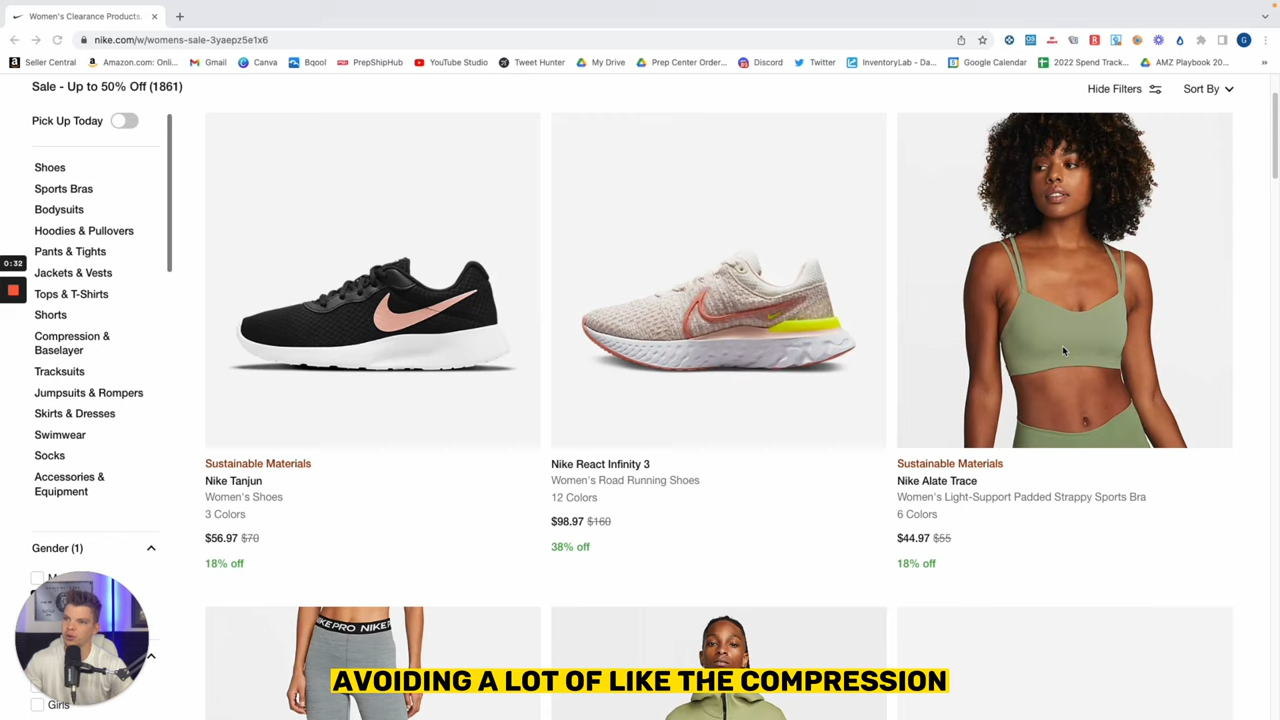 Women's Clearance Products.
nike.com/w/womens-sale-3yaepz5e1x6
G
Seller Central
Amazon.com: Onli...
Gmail
Canva
Bqool
PrepShipHub
YouTube Studio
Tweet Hunter
My Drive
Prep Center Order...
Discord
Twitter
InventoryLab - Da...
Google Calendar
2022 Spend Track...
AMZ Playbook 20...
Sale - Up to 50% Off (1861)
Hide Filters
Sort By
Pick Up Today
Shoes
Sports Bras
Bodysuits
Hoodies & Pullovers
Pants & Tights
0:32
Jackets & Vests
Tops & T-Shirts
Shorts
Compression &
Baselayer
Tracksuits
Jumpsuits & Rompers
Skirts & Dresses
Swimwear
Socks
Accessories &
Equipment
Gender (1)
Girls
Sustainable Materials
Nike Tanjun
Women's Shoes
3 Colors
$56.97 $70
18% off
Nike React Infinity 3
Women's Road Running Shoes
12 Colors
$98.97 $160
38% off
Sustainable Materials
Nike Alate Trace
Women's Light-Support Padded Strappy Sports Bra
6 Colors
$44.97 $55
18% off
NIKE PRO
AVOIDING A LOT OF LIKE THE COMPRESSION